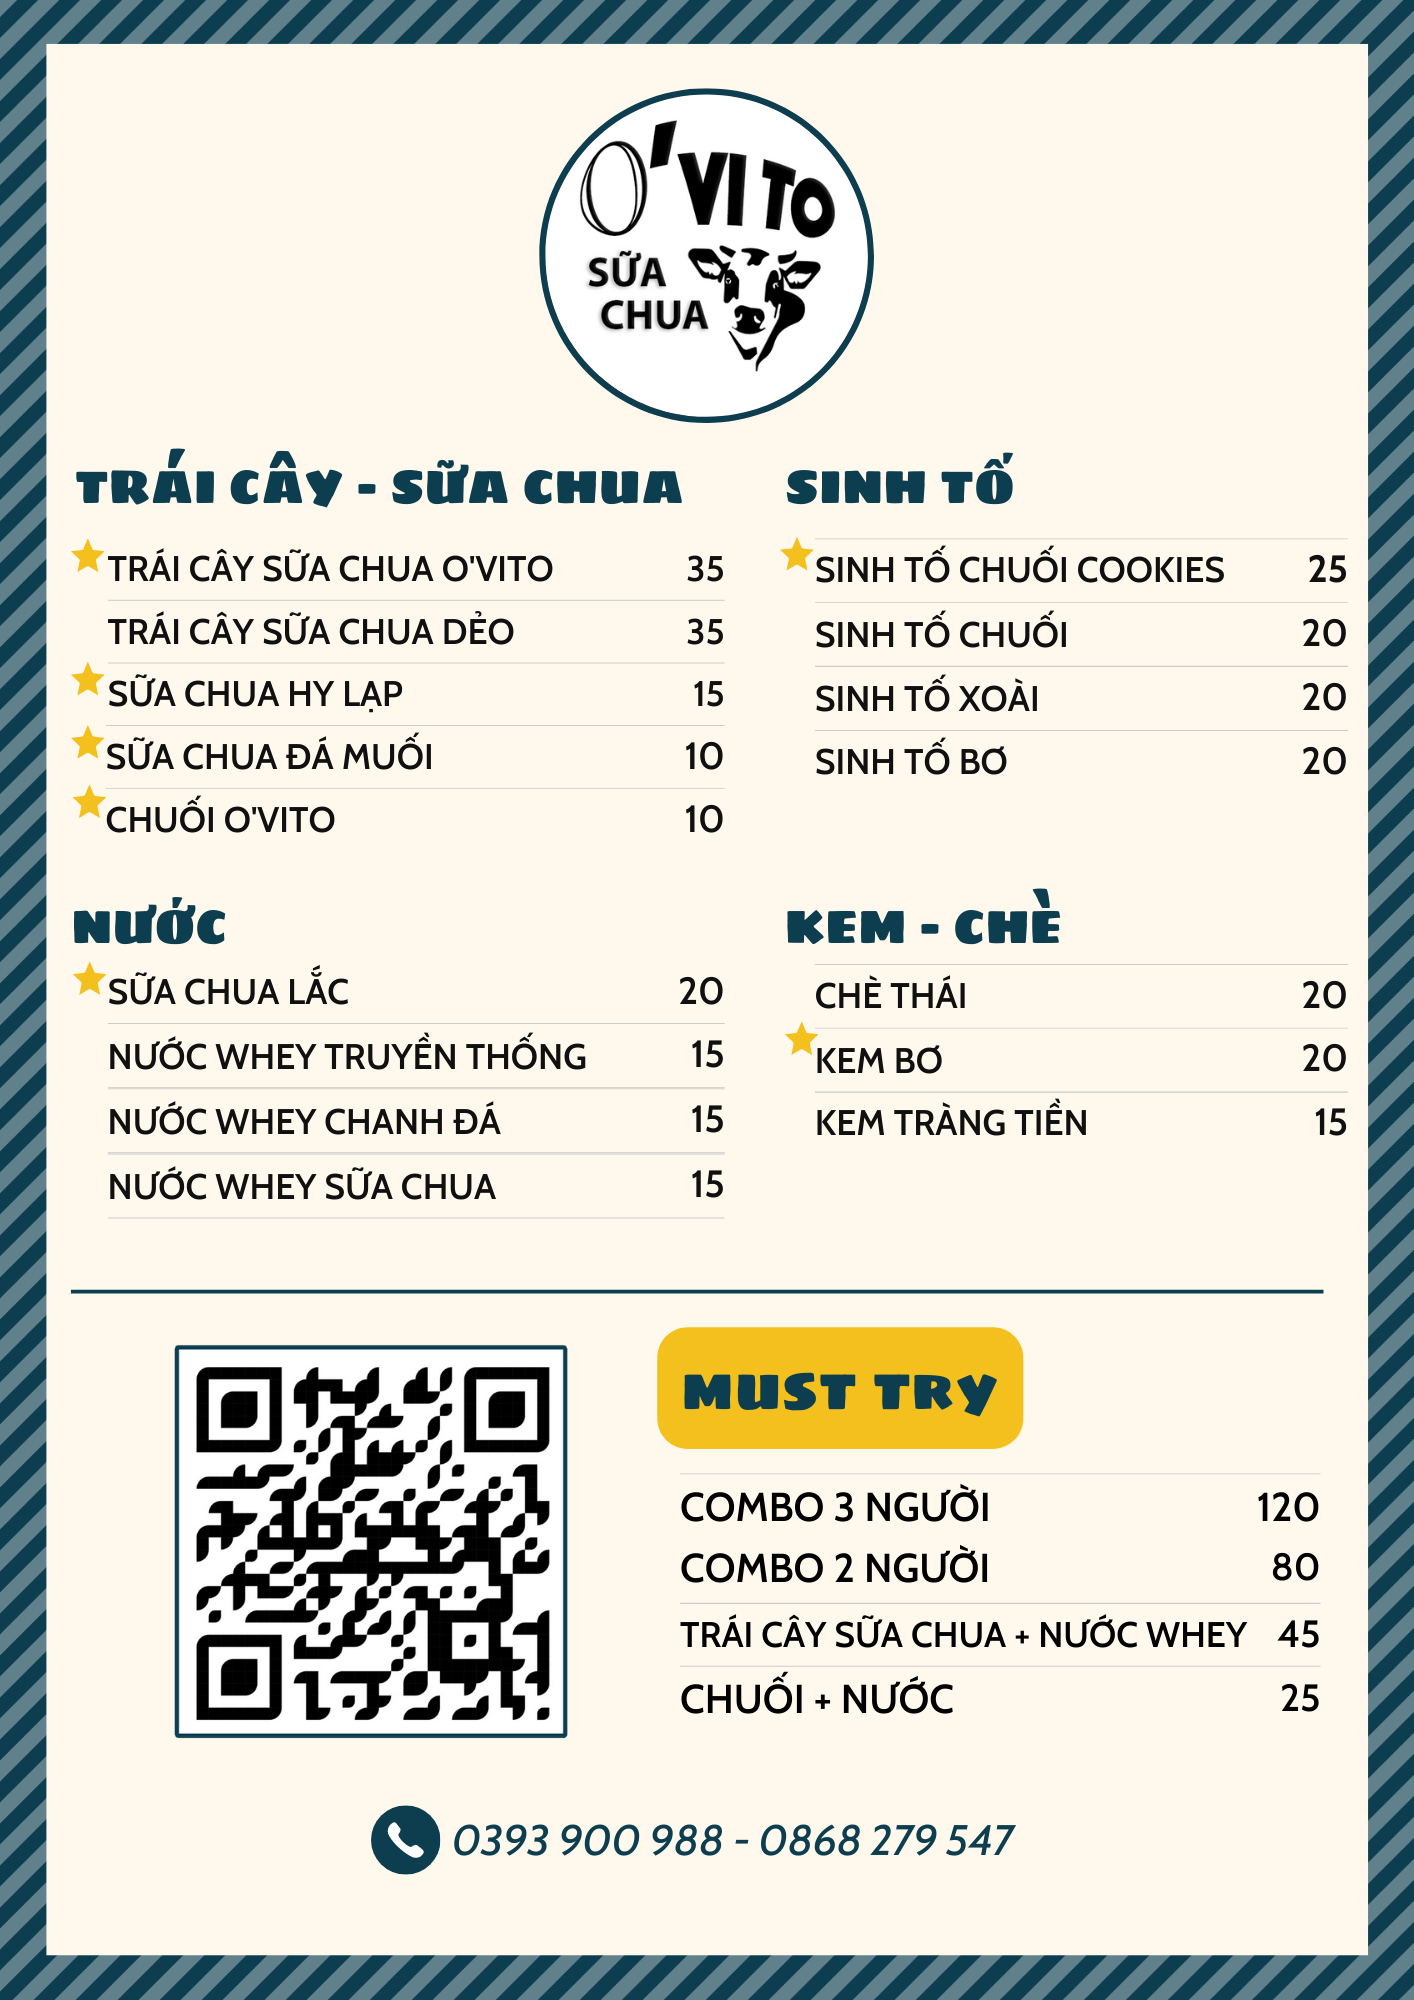 O'VITO
SỮA
CHUA
TRÁI CÂY - SỮA CHUA
TRÁI CÂY SỮA CHUA O'VITO 35
TRÁI CÂY SỮA CHUA DẺO 35
SỮA CHUA HY LẠP 15
SỮA CHUA ĐÁ MUỐI 10
CHUỐI O'VITO 10
SINH TỐ
SINH TỐ CHUỐI COOKIES 25
SINH TỐ CHUỐI 20
SINH TỐ XOÀI 20
SINH TỐ BƠ 20
NƯỚC
SỮA CHUA LẮC 20
NƯỚC WHEY TRUYỀN THỐNG 15
NƯỚC WHEY CHANH ĐÁ 15
NƯỚC WHEY SỮA CHUA 15
KEM - CHÈ
CHÈ THÁI 20
KEM BƠ 20
KEM TRÀNG TIỀN 15
MUST TRY
COMBO 3 NGƯỜI 120
COMBO 2 NGƯỜI 80
TRÁI CÂY SỮA CHUA + NƯỚC WHEY 45
CHUỐI + NƯỚC 25
0393 900 988 - 0868 279 547